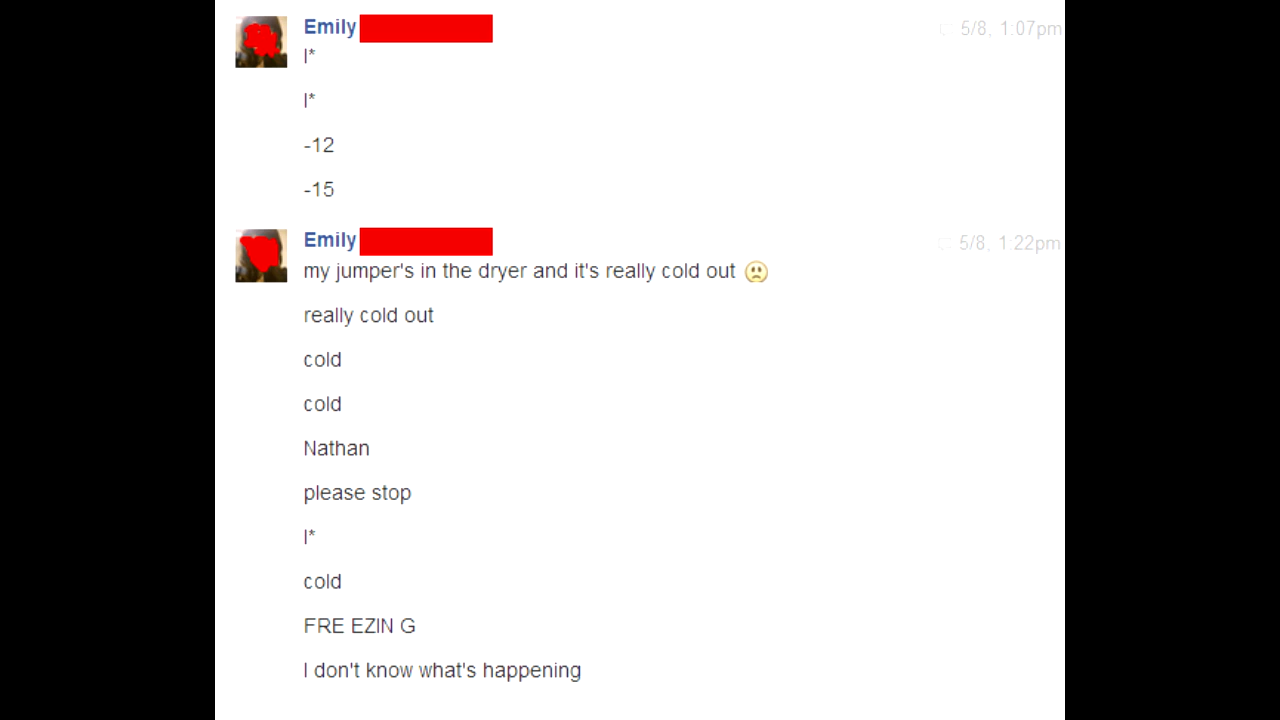 Emily
5/8, 1:07pm
l*
l*
-12
-15
Emily
5/8, 1:22pm
my jumper's in the dryer and it's really cold out
really cold out
cold
cold
Nathan
please stop
l*
cold
FRE EZIN G
I don't know what's happening